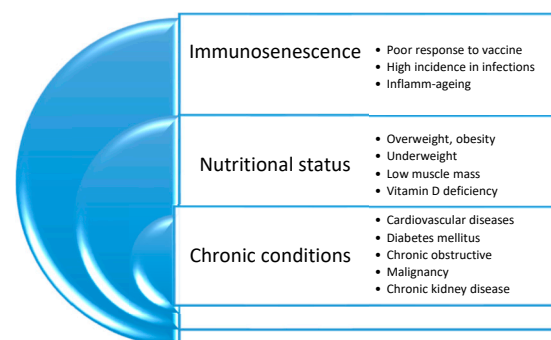 Immunosenescence
• Poor response to vaccine
• High incidence in infections
• Inflamm-ageing
Nutritional status
• Overweight, obesity
• Underweight
• Low muscle mass
• Vitamin D deficiency
Chronic conditions
• Cardiovascular diseases
• Diabetes mellitus
• Chronic obstructive
• Malignancy
• Chronic kidney disease